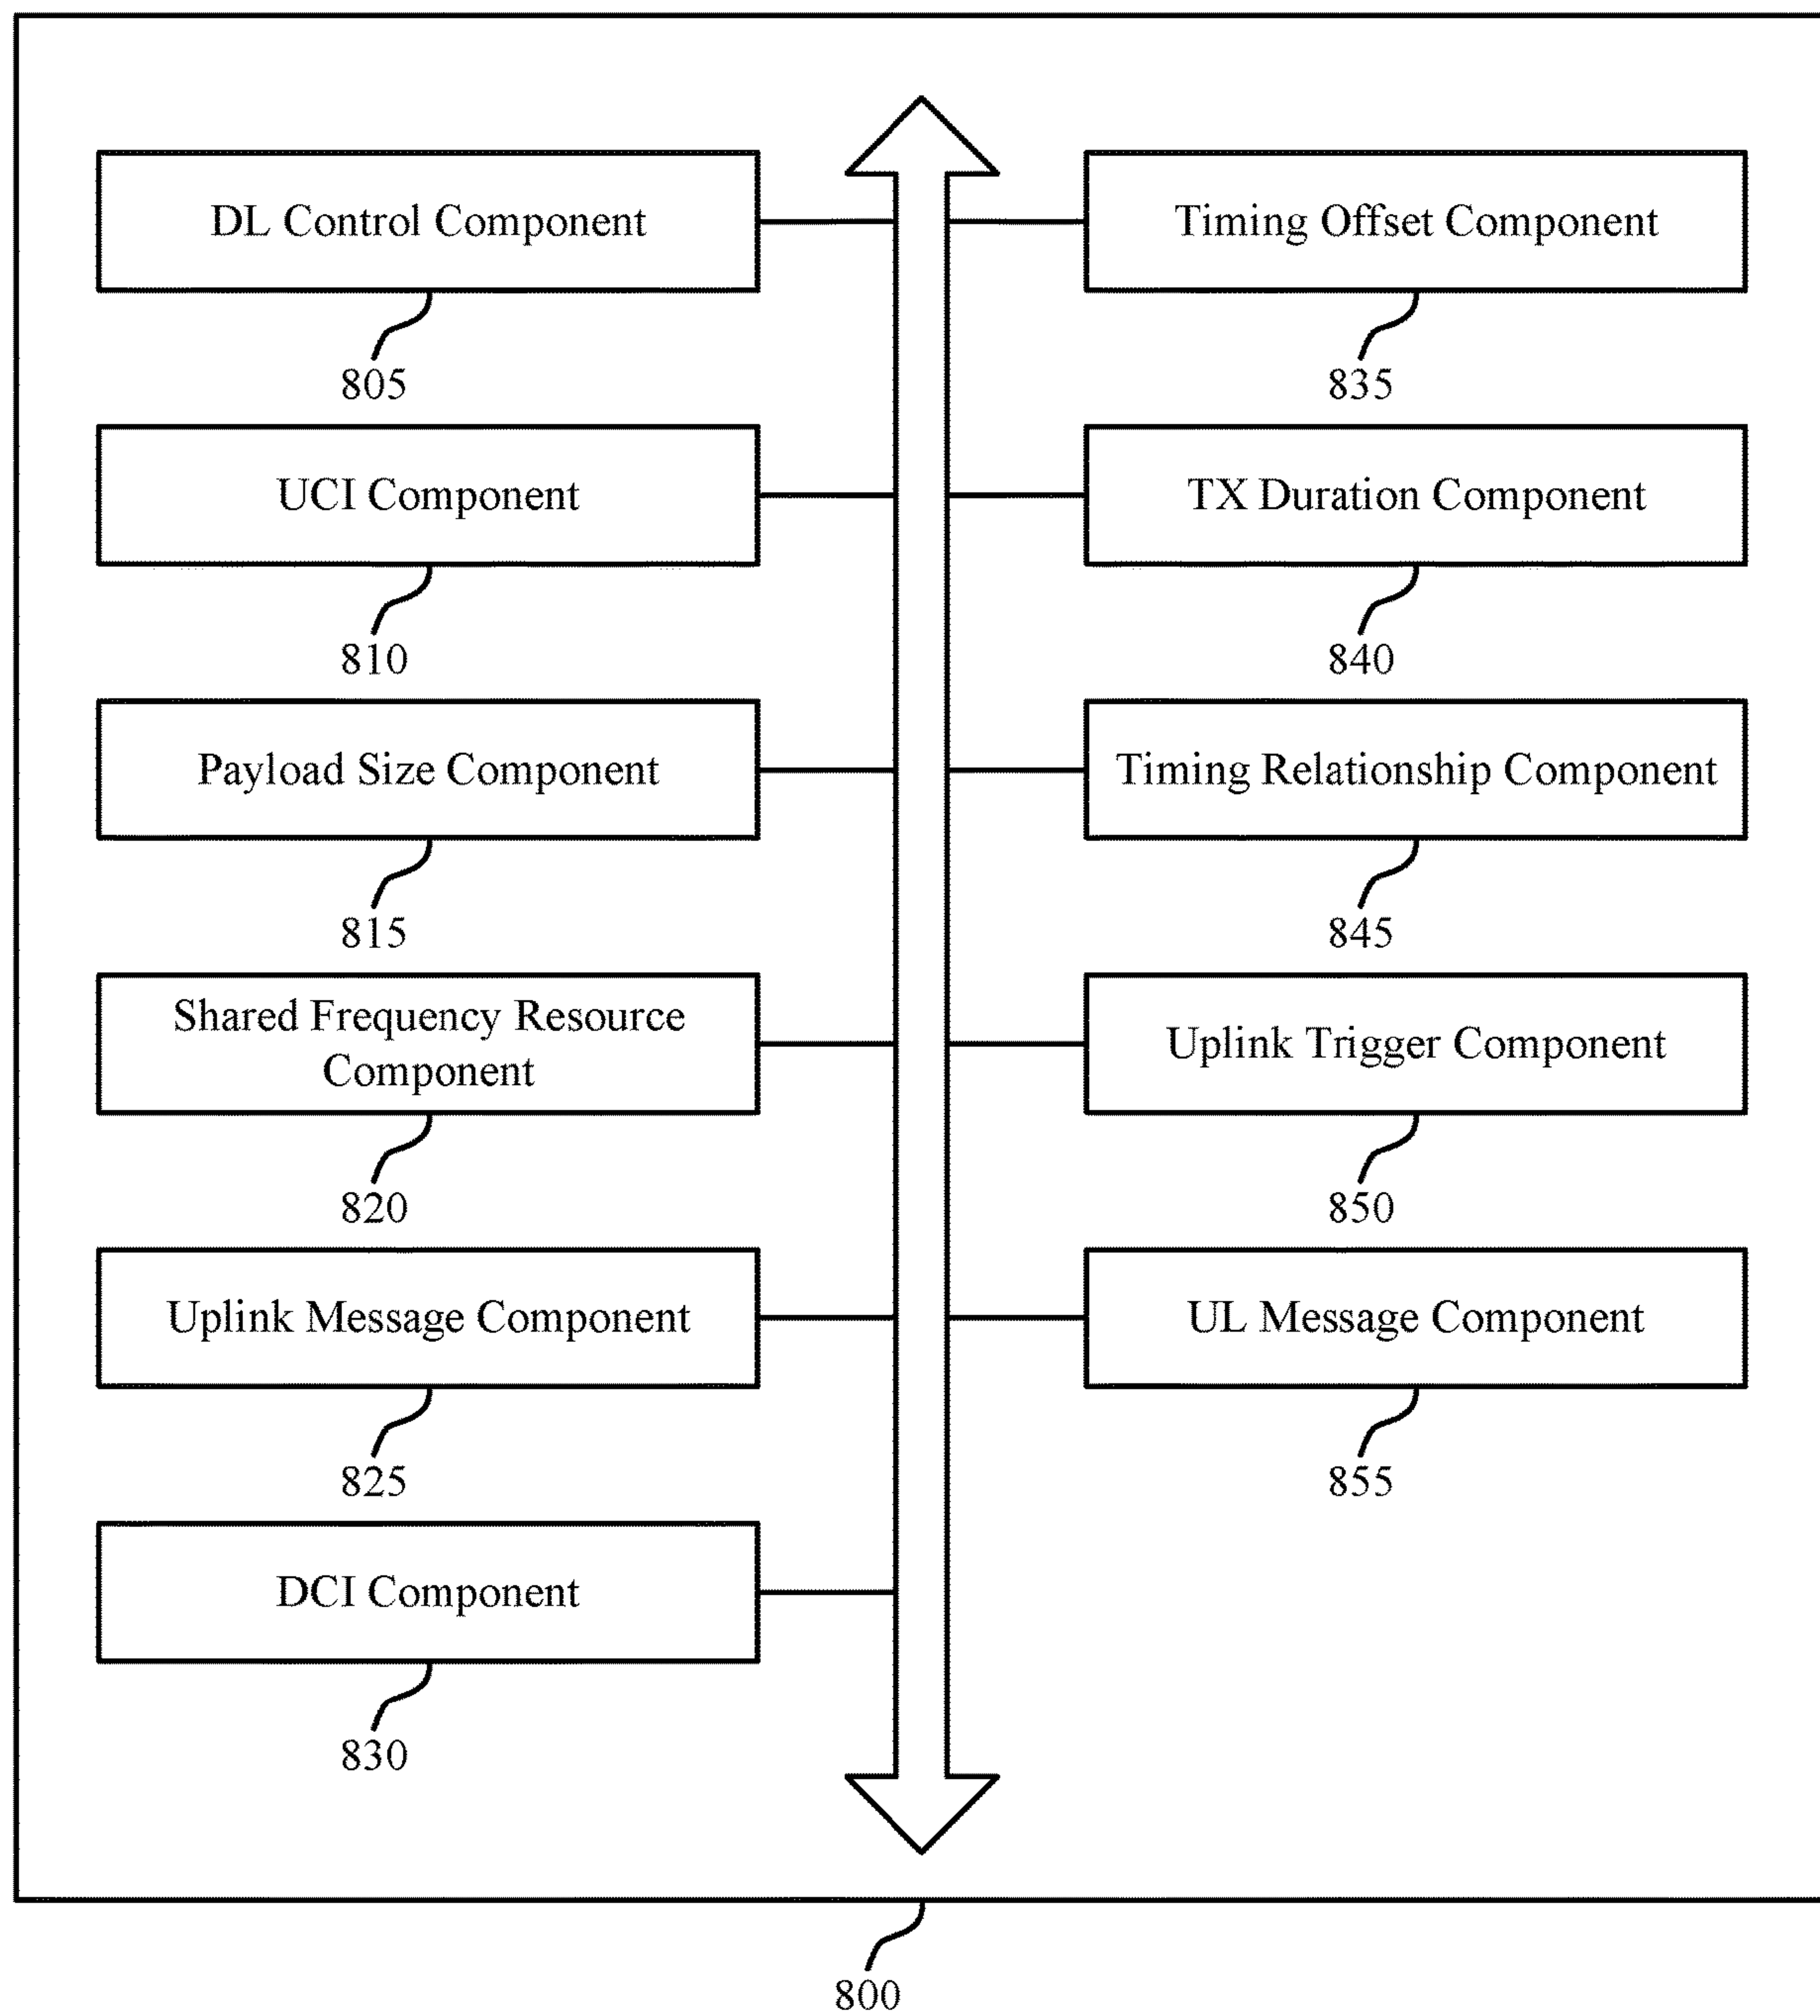 DL Control Component
805
UCI Component
810
Payload Size Component
815
Shared Frequency Resource
Component
820
Uplink Message Component
825
DCI Component
830
Timing Offset Component
835
TX Duration Component
840
Timing Relationship Component
845
Uplink Trigger Component
850
UL Message Component
855
800